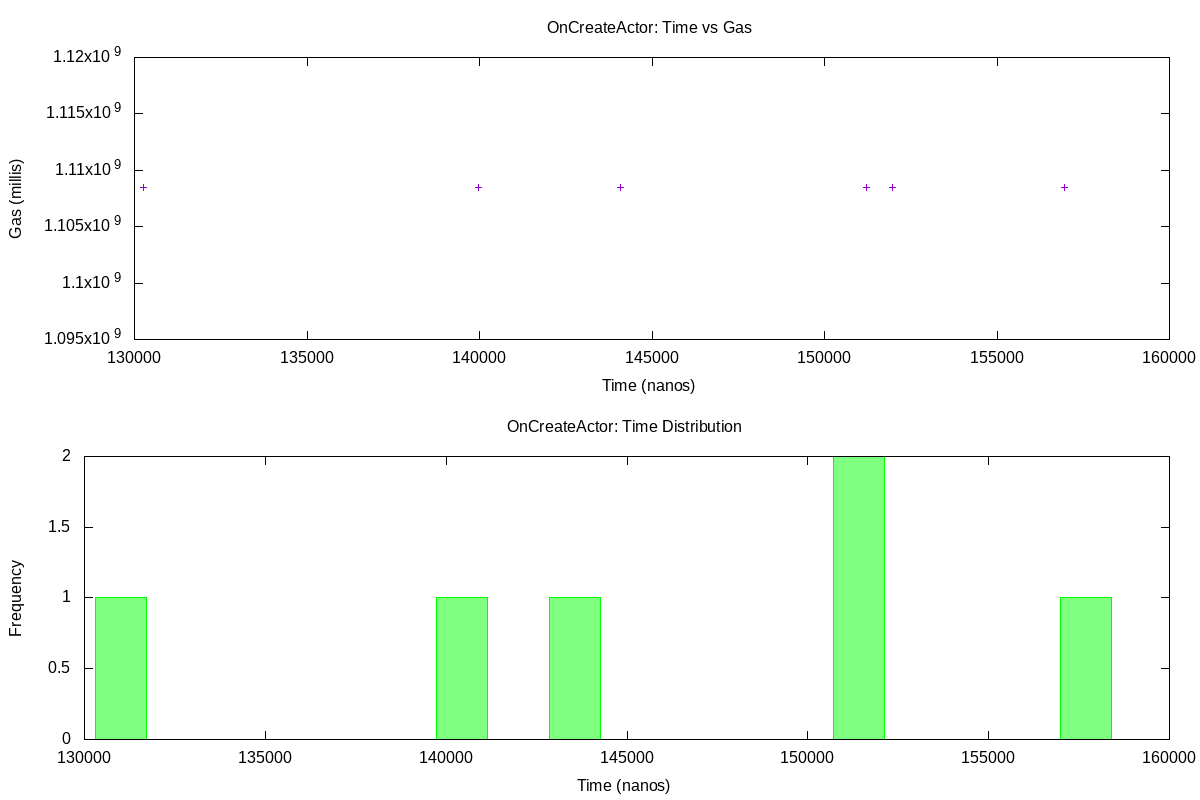 OnCreateActor: Time vs Gas
1.12x10 9
1.115x10 9
1.11x10 9
1.105x10 9
1.1x10 9
1.095x10 9
Gas (millis)
130000 135000 140000 145000 150000 155000 160000
Time (nanos)
OnCreateActor: Time Distribution
2
1.5
1
0.5
0
Frequency
130000 135000 140000 145000 150000 155000 160000
Time (nanos)